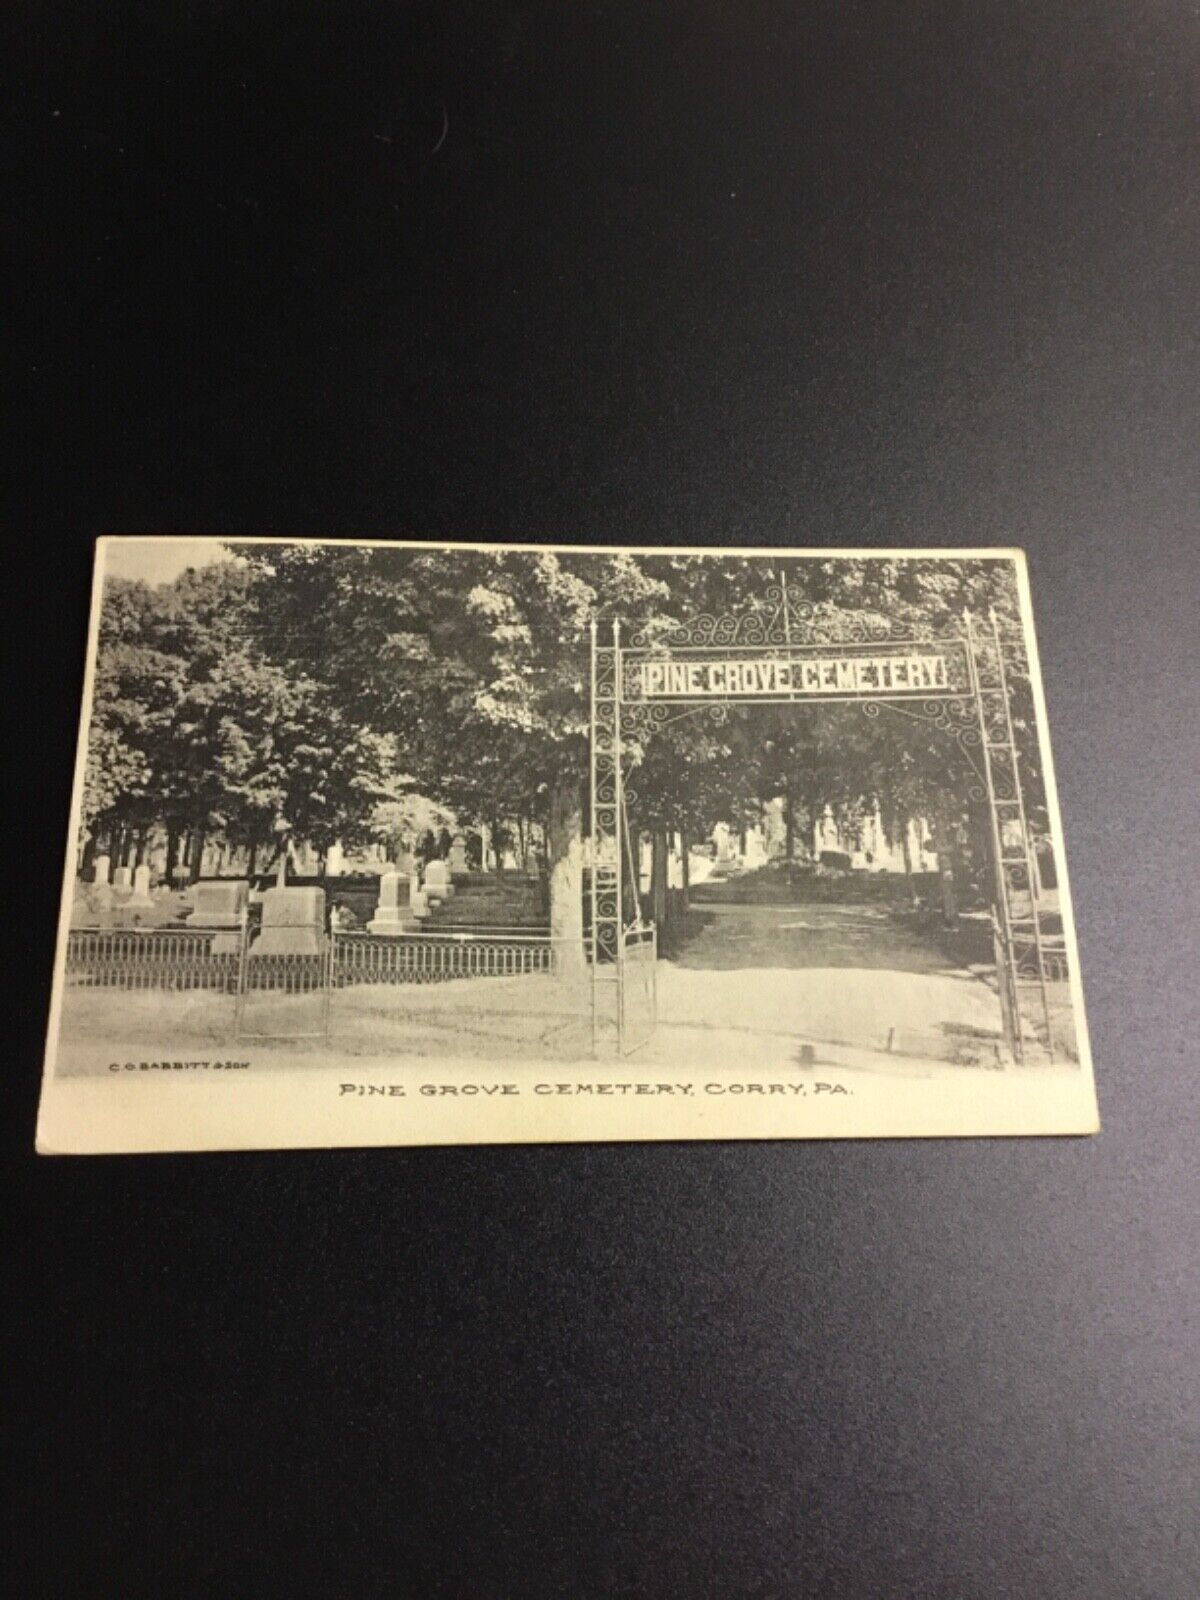 PINE GROVE CEMETERY
C.O. BABBITT & SON
PINE GROVE CEMETERY, CORRY, PA.